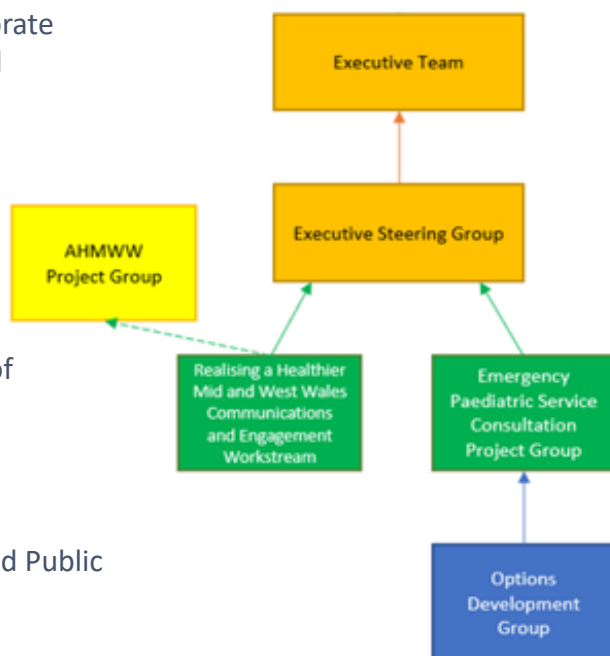 orate
Executive Team
Executive Steering Group
AHMWW
Project Group
of
Realising a Healthier
Mid and West Wales
Communications
and Engagement
Workstream
Emergency
Paediatric Service
Consultation
Project Group
d Public
Options
Development
Group